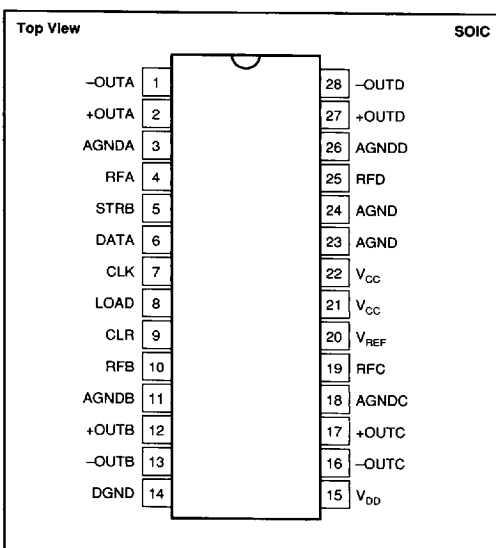 Top View SOIC
–OUTA 1 28 –OUTD
+OUTA 2 27 +OUTD
AGNDA 3 26 AGNDD
RFA 4 25 RFD
STRB 5 24 AGND
DATA 6 23 AGND
CLK 7 22 VCC
LOAD 8 21 VCC
CLR 9 20 VREF
RFB 10 19 RFC
AGNDB 11 18 AGNDC
+OUTB 12 17 +OUTC
–OUTB 13 16 –OUTC
DGND 14 15 VDD